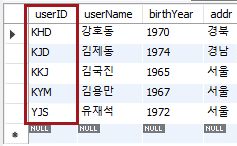 userID userName birthYear addr
KHD 강호동 1970 경북
KJD 김제동 1974 경남
KKJ 김국진 1965 서울
KYM 김용만 1967 서울
YJS 유재석 1972 서울
NULL NULL NULL NULL